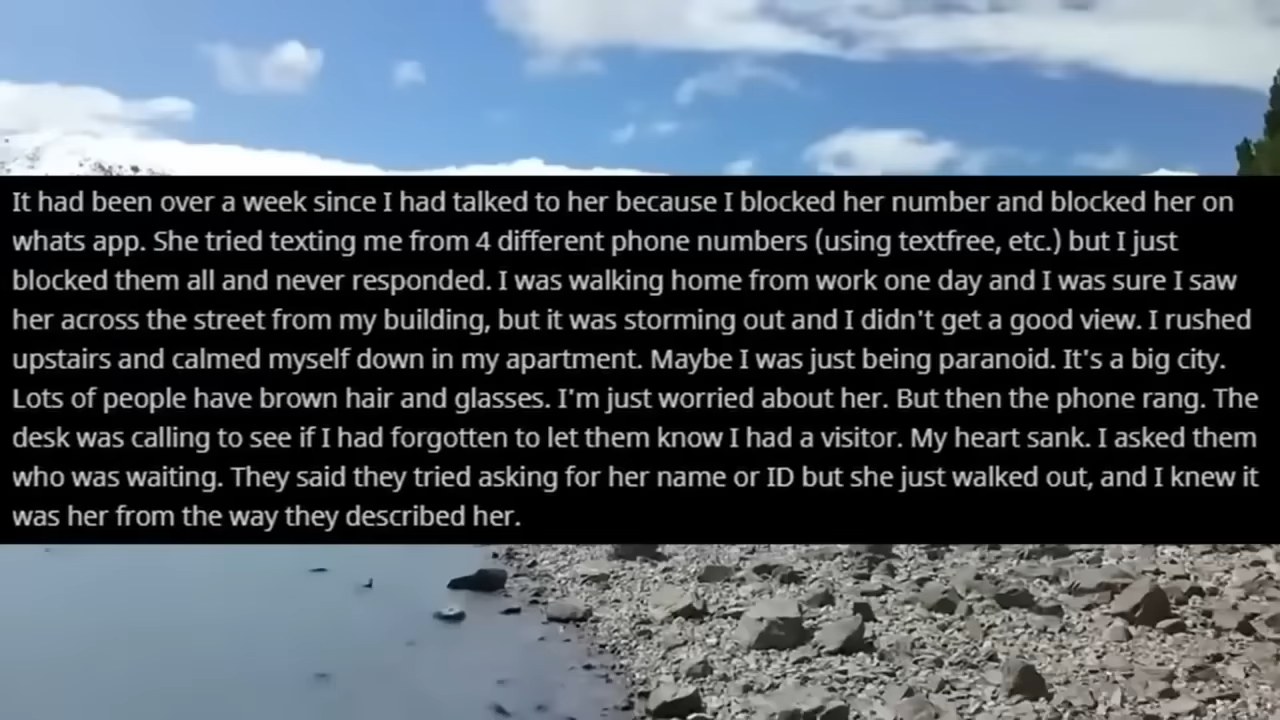 It had been over a week since I had talked to her because I blocked her number and blocked her on
whats app. She tried texting me from 4 different phone numbers (using textfree, etc.) but I just
blocked them all and never responded. I was walking home from work one day and I was sure I saw
her across the street from my building, but it was storming out and I didn't get a good view. I rushed
upstairs and calmed myself down in my apartment. Maybe I was just being paranoid. It's a big city.
Lots of people have brown hair and glasses. I'm just worried about her. But then the phone rang. The
desk was calling to see if I had forgotten to let them know I had a visitor. My heart sank. I asked them
who was waiting. They said they tried asking for her name or ID but she just walked out, and I knew it
was her from the way they described her.